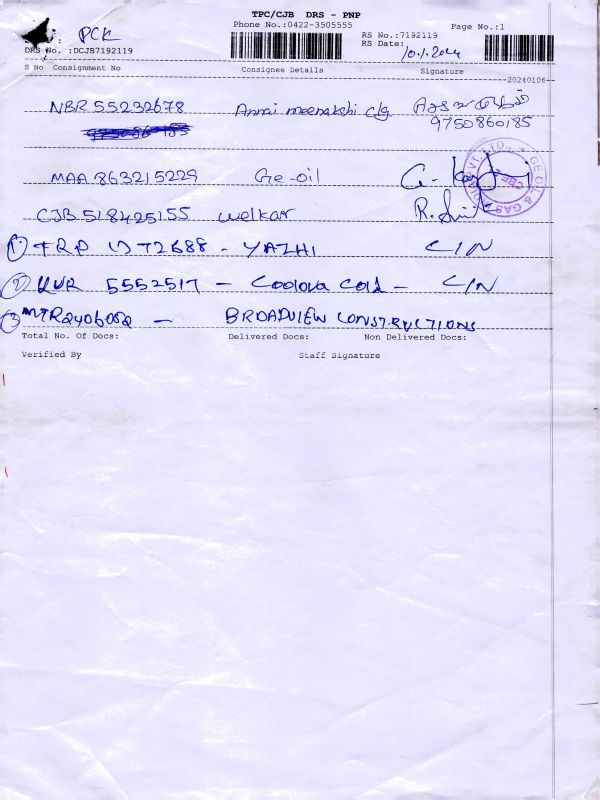 TPC/CJB DRS - PNP
Phone No.:0422-3505555
Page No.:1
PCK
RS No.:7192119
DRS No. :DCJB7192119
RS Date: 10.1.2024
S No Consignment No Consignee Details Signature
20240106
NBR 55232678 Annai meenakshi c/g
9750860185
MAA 863215229 Ge-oil
CJB 518425155 welkar
① TRP 1772688 - YAZHI C/N
② 5552517 - Coolova Cold - C/N
③ MTR2406052 - BROADVIEW CONSTRUCTIONS
Total No. Of Docs: Delivered Docs: Non Delivered Docs:
Verified By Staff Signature